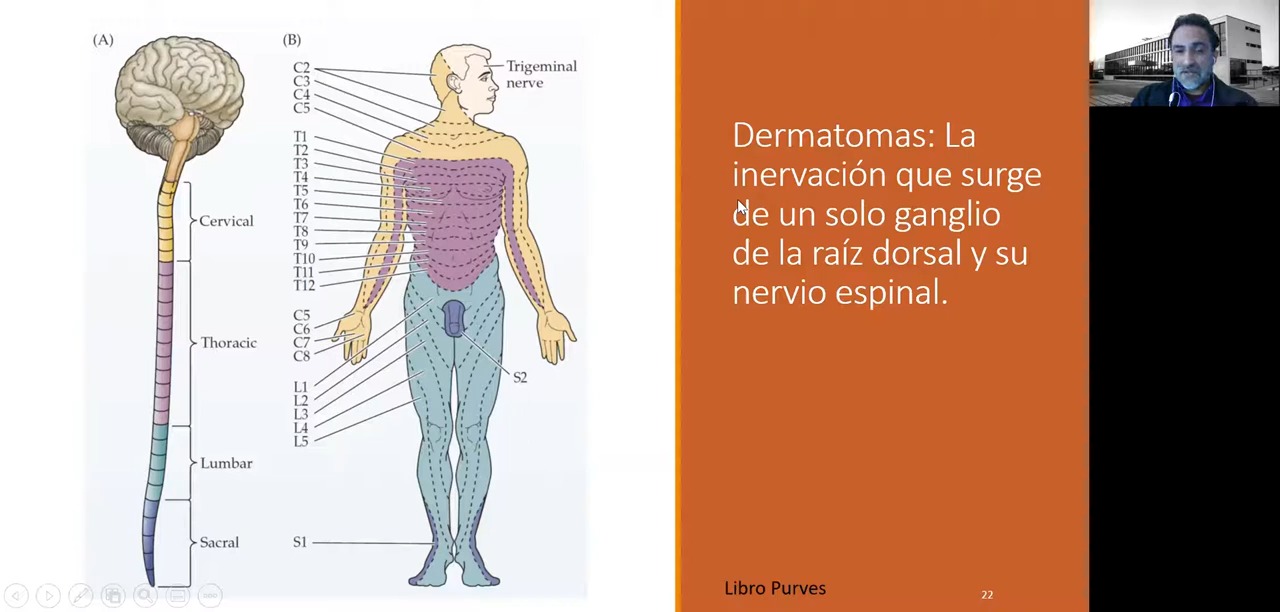 (A)
Cervical
Thoracic
Lumbar
Sacral
(B)
C2
C3
C4
C5
T1
T2
T3
T4
T5
T6
T7
T8
T9
T10
T11
T12
C5
C6
C7
C8
L1
L2
L3
L4
L5
S1
Trigeminal
nerve
S2
Dermatomas: La
inervación que surge
de un solo ganglio
de la raíz dorsal y su
nervio espinal.
Libro Purves
22